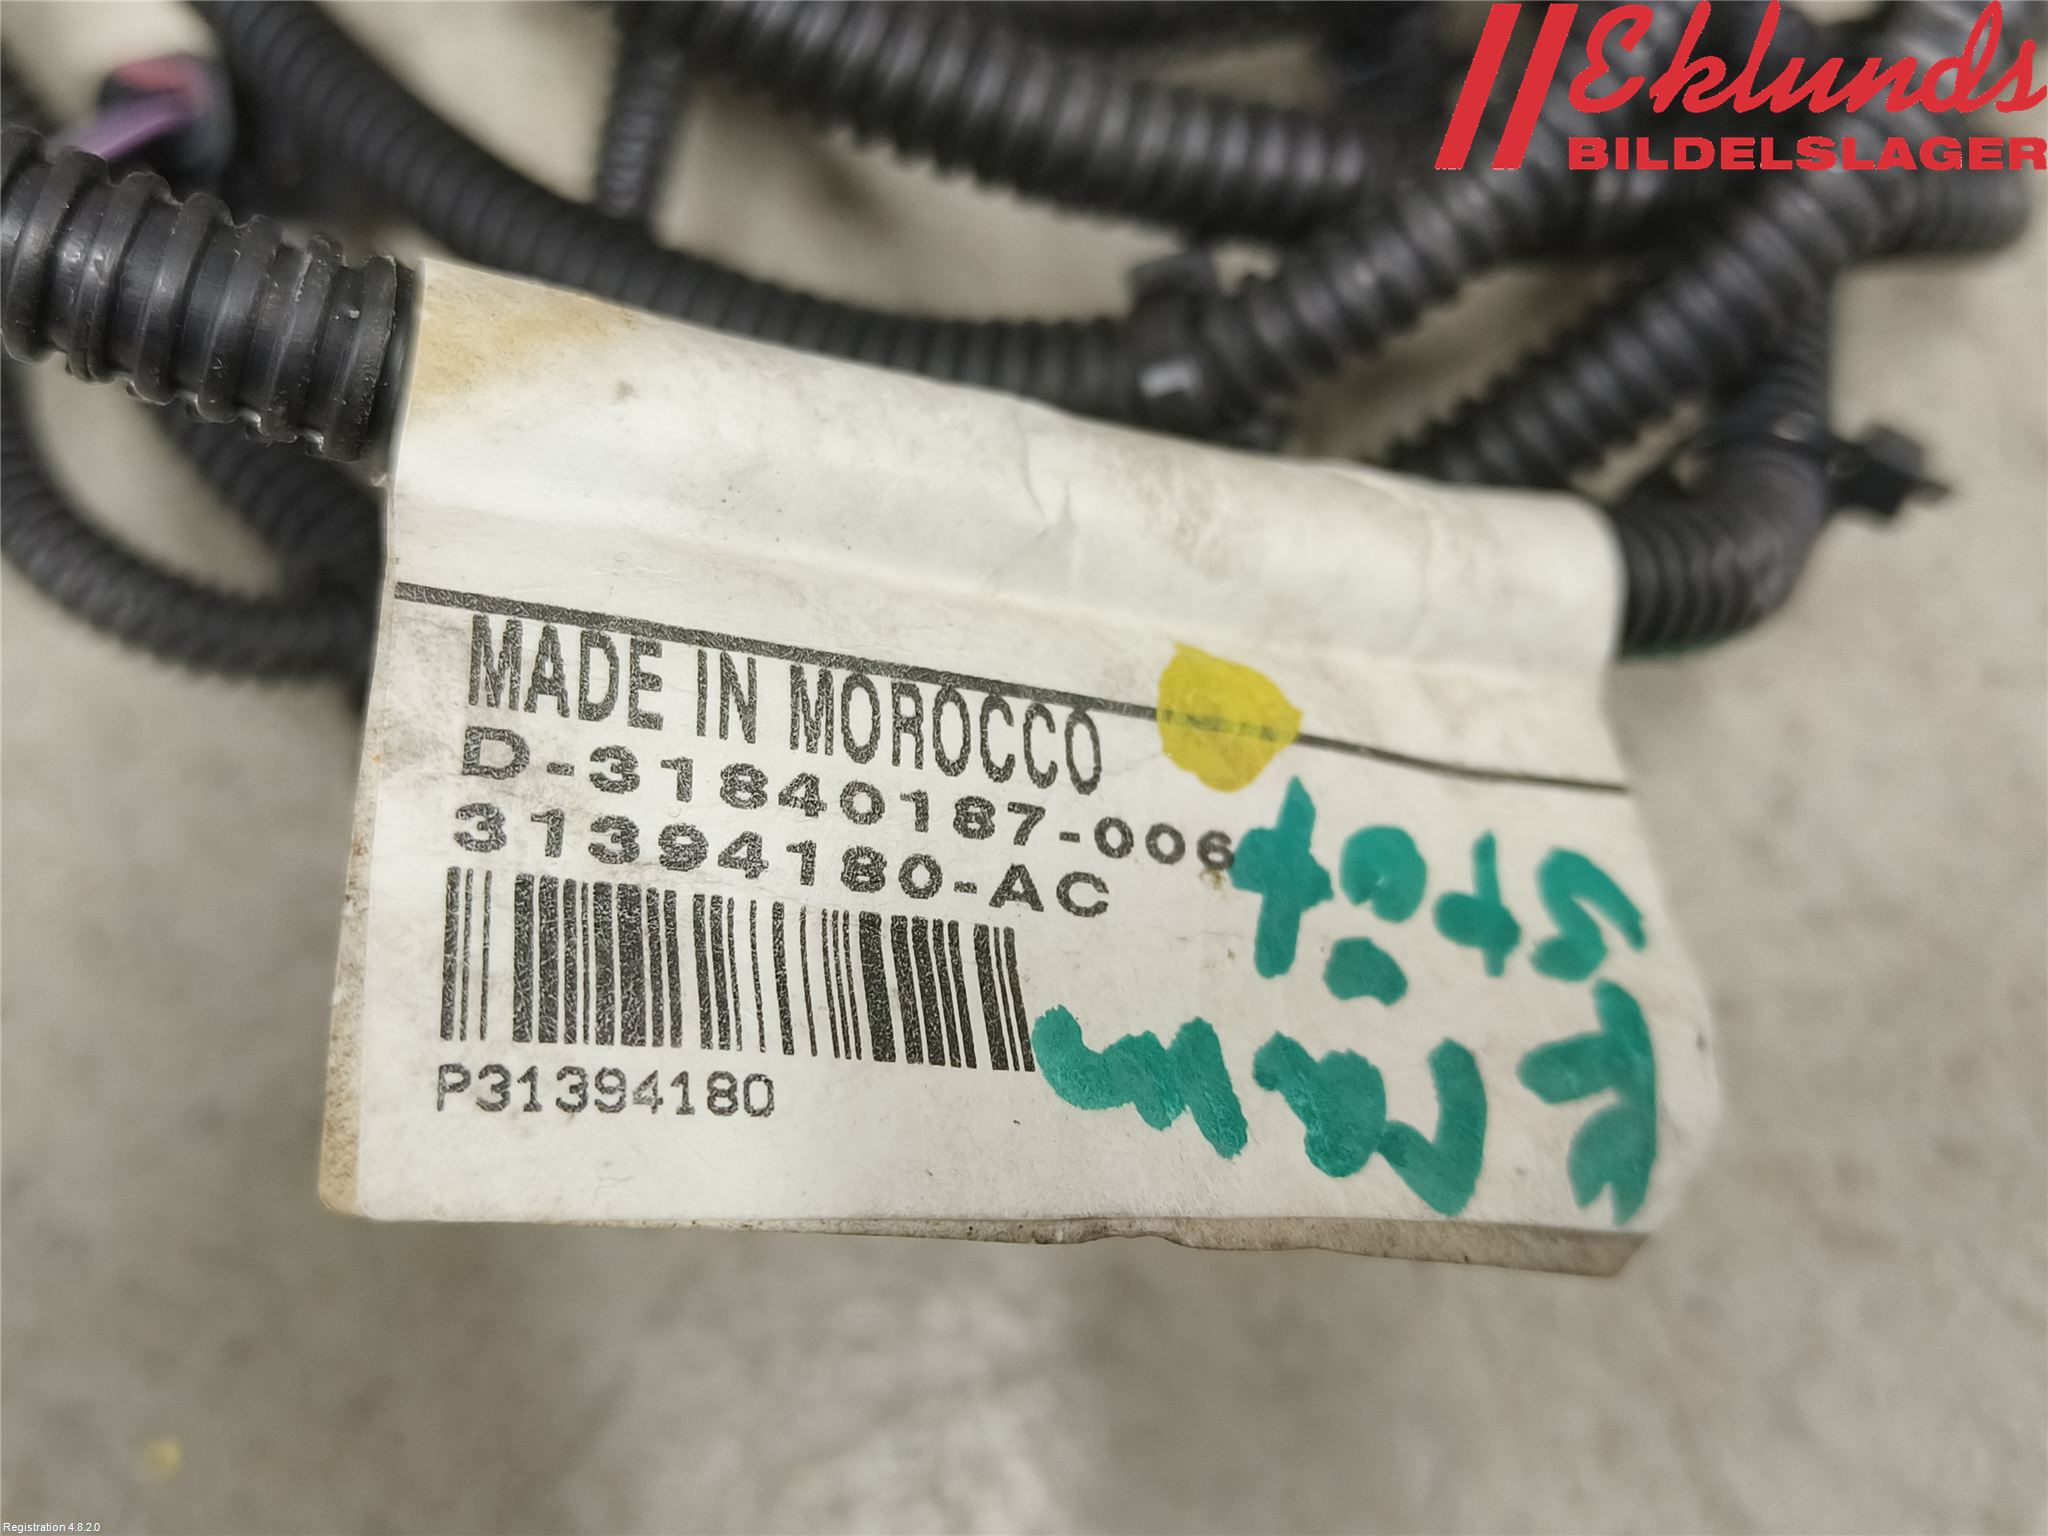 Eklunds
BILDELSLAGER
MADE IN MOROCCO
D-31840187-006
31394180-AC
P31394180
Registration 4.8.2.0